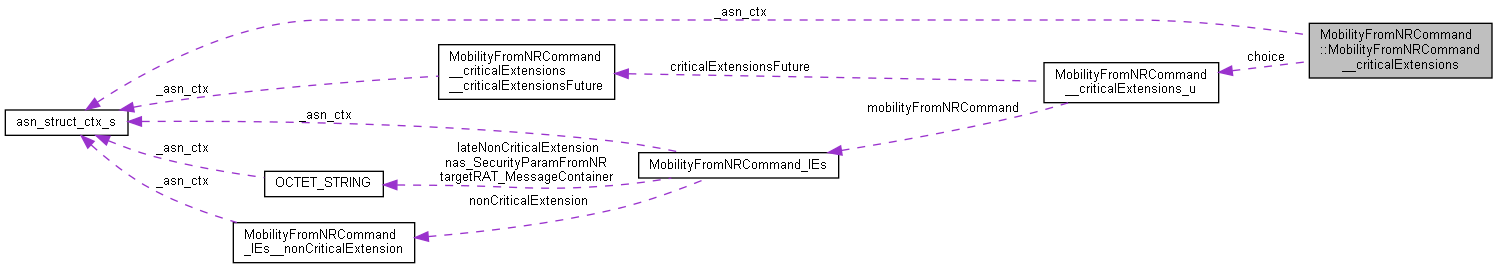 _asn_ctx
MobilityFromNRCommand
::MobilityFromNRCommand
__criticalExtensions
choice
MobilityFromNRCommand
__criticalExtensions
__criticalExtensionsFuture
criticalExtensionsFuture
MobilityFromNRCommand
__criticalExtensions_u
_asn_ctx
mobilityFromNRCommand
_asn_ctx
asn_struct_ctx_s
_asn_ctx
lateNonCriticalExtension
nas_SecurityParamFromNR
targetRAT_MessageContainer
MobilityFromNRCommand_IEs
_asn_ctx
OCTET_STRING
nonCriticalExtension
MobilityFromNRCommand
_IEs__nonCriticalExtension